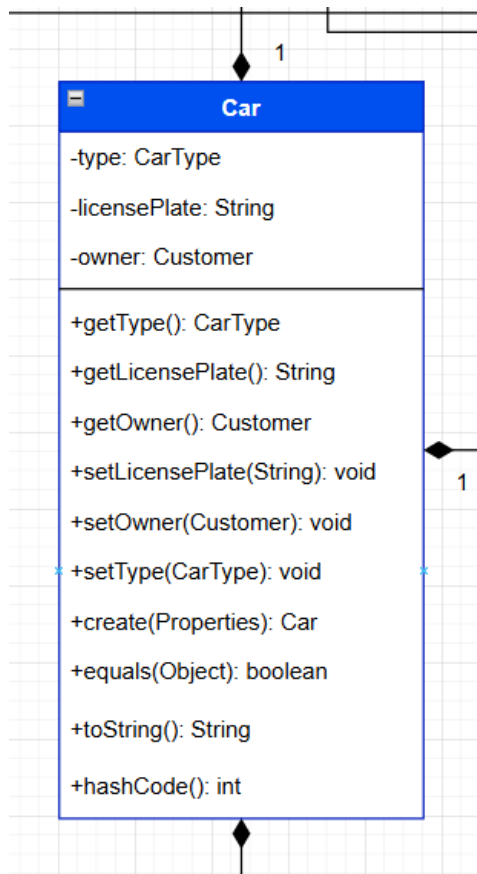 1
Car
-type: CarType
-licensePlate: String
-owner: Customer
+getType(): CarType
+getLicensePlate(): String
+getOwner(): Customer
+setLicensePlate(String): void
1
+setOwner(Customer): void
+setType(CarType): void
+create(Properties): Car
+equals(Object): boolean
+toString(): String
+hashCode(): int